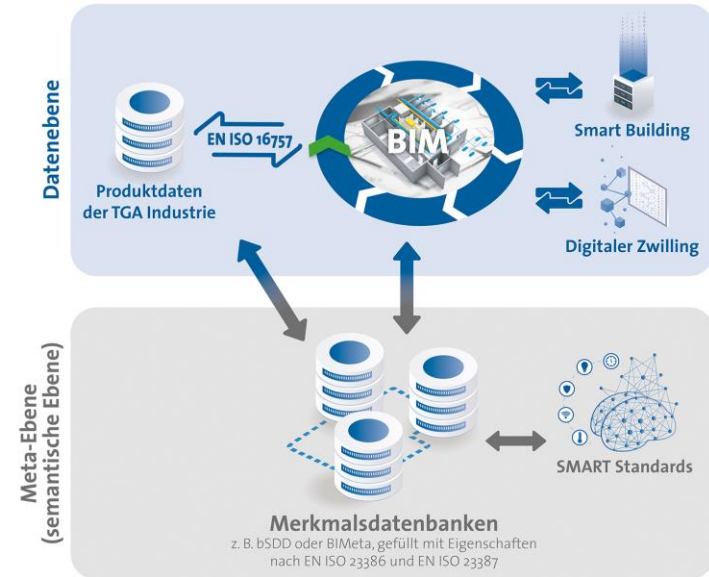 Datenebene
EN ISO 16757
BIM
Produktdaten
der TGA Industrie
Smart Building
Digitaler Zwilling
Meta-Ebene
(semantische Ebene)
SMART Standards
Merkmalsdatenbanken
z. B. bSDD oder BIMeta, gefüllt mit Eigenschaften
nach EN ISO 23386 und EN ISO 23387